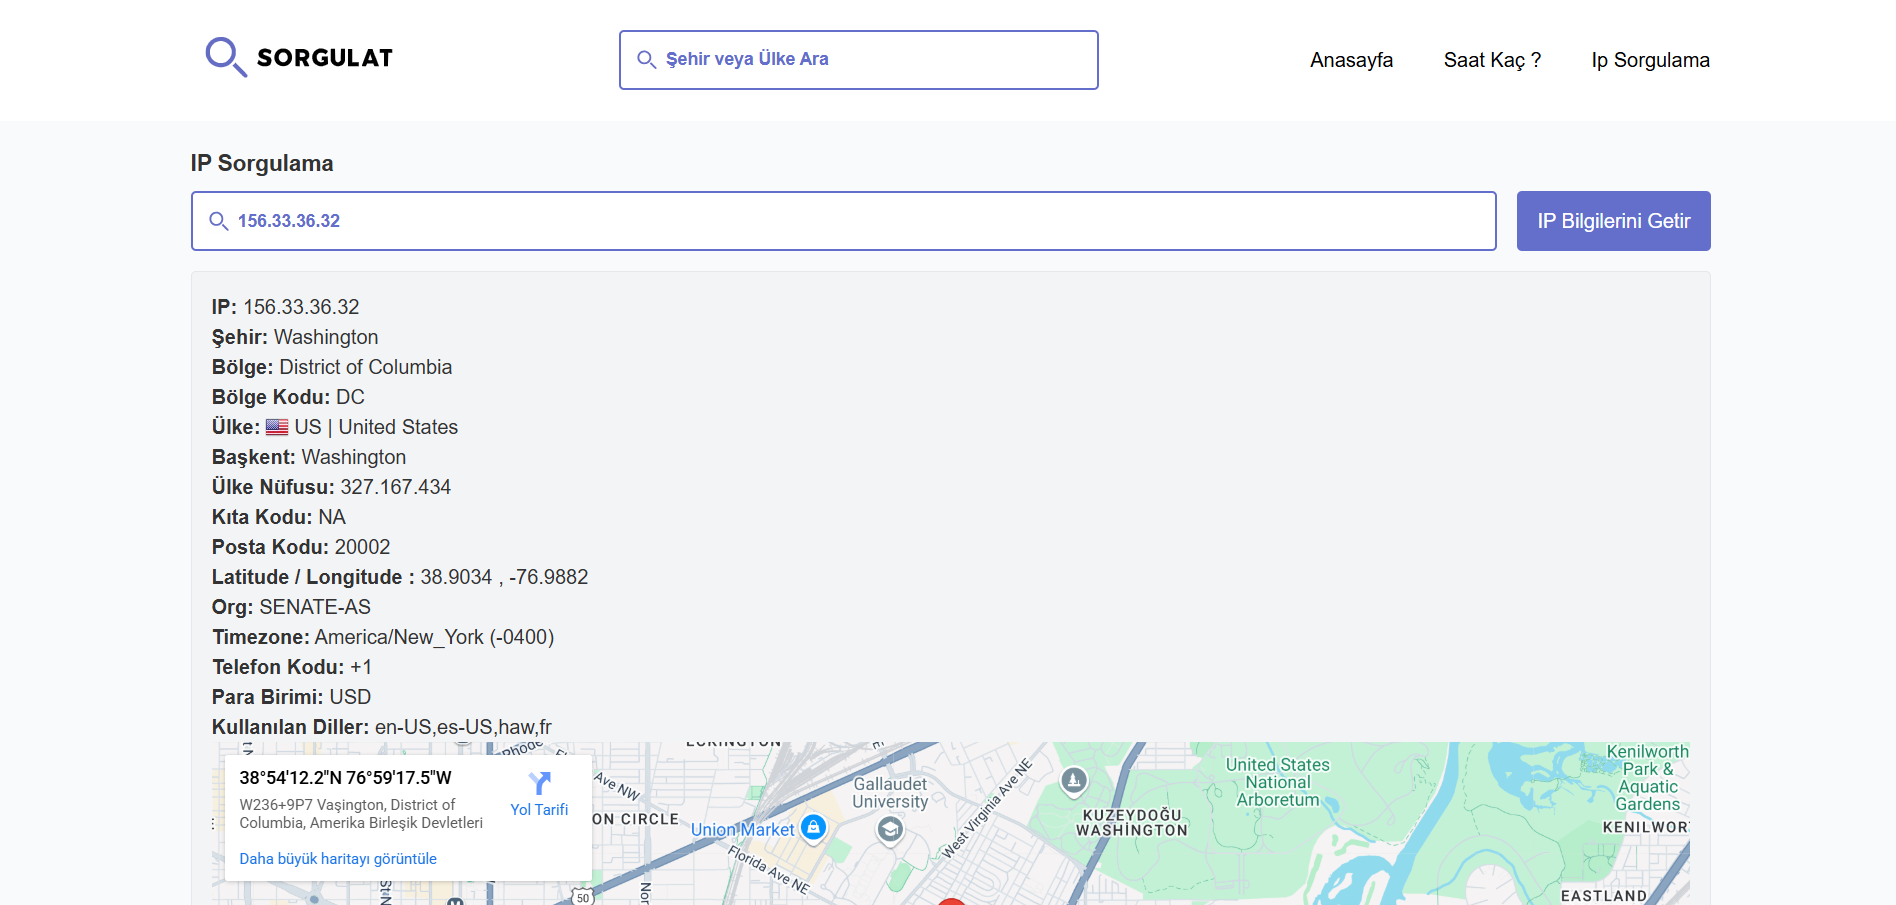 SORGULAT
Şehir veya Ülke Ara
Anasayfa
Saat Kaç ?
Ip Sorgulama
IP Sorgulama
156.33.36.32
IP Bilgilerini Getir
IP: 156.33.36.32
Şehir: Washington
Bölge: District of Columbia
Bölge Kodu: DC
Ülke: US | United States
Başkent: Washington
Ülke Nüfusu: 327.167.434
Kıta Kodu: NA
Posta Kodu: 20002
Latitude / Longitude : 38.9034 , -76.9882
Org: SENATE-AS
Timezone: America/New_York (-0400)
Telefon Kodu: +1
Para Birimi: USD
Kullanılan Diller: en-US,es-US,haw,fr
38°54'12.2"N 76°59'17.5"W
W236+9P7 Vaşington, District of
Columbia, Amerika Birleşik Devletleri
Yol Tarifi
Daha büyük haritayı görüntüle
Rhode
ECKINGTON
Ave NW
ON CIRCLE
Union Market
Florida Ave NE
50
Gallaudet
University
West Virginia Ave NE
KUZEYDOĞU
WASHİNGTON
United States
National
Arboretum
Kenilworth
Park &
Aquatic
Gardens
KENILWOR
EASTLAND